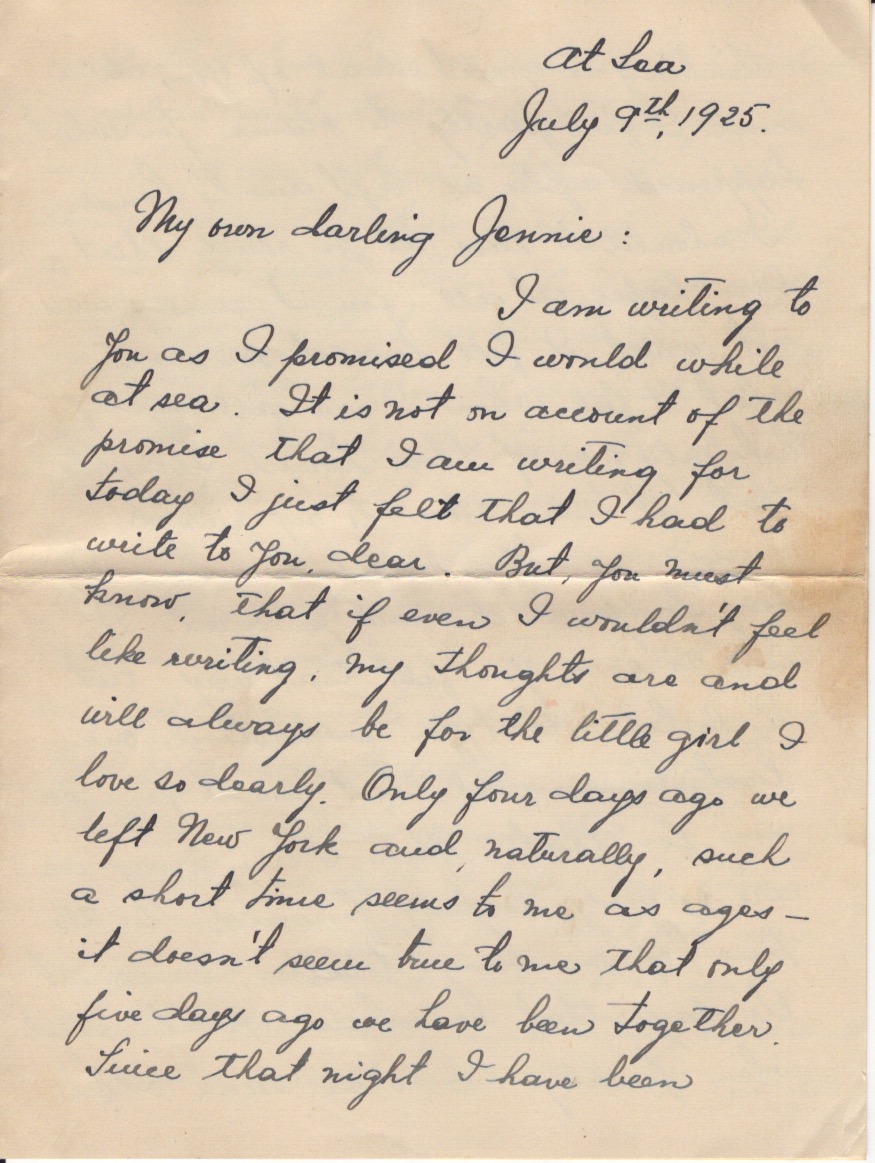 At Sea
July 9th, 1925.
My own darling Jennie :
I am writing to
you as I promised I would while
at sea. It is not on account of the
promise that I am writing for
today I just felt that I had to
write to you, dear. But, you must
know, that if even I wouldn't feel
like writing, my thoughts are and
will always be for the little girl I
love so dearly. Only four days ago we
left New York and, naturally, such
a short time seems to me as ages —
it doesn't seem true to me that only
five days ago we have been together.
Since that night I have been